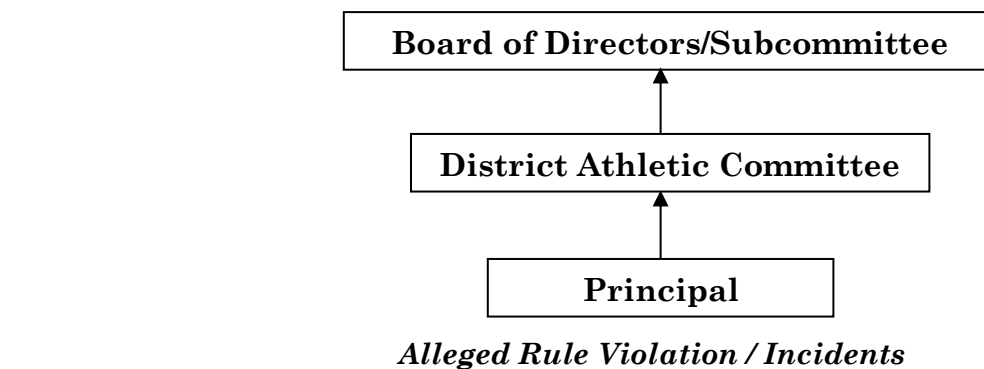 Board of Directors/Subcommittee
District Athletic Committee
Principal
Alleged Rule Violation / Incidents